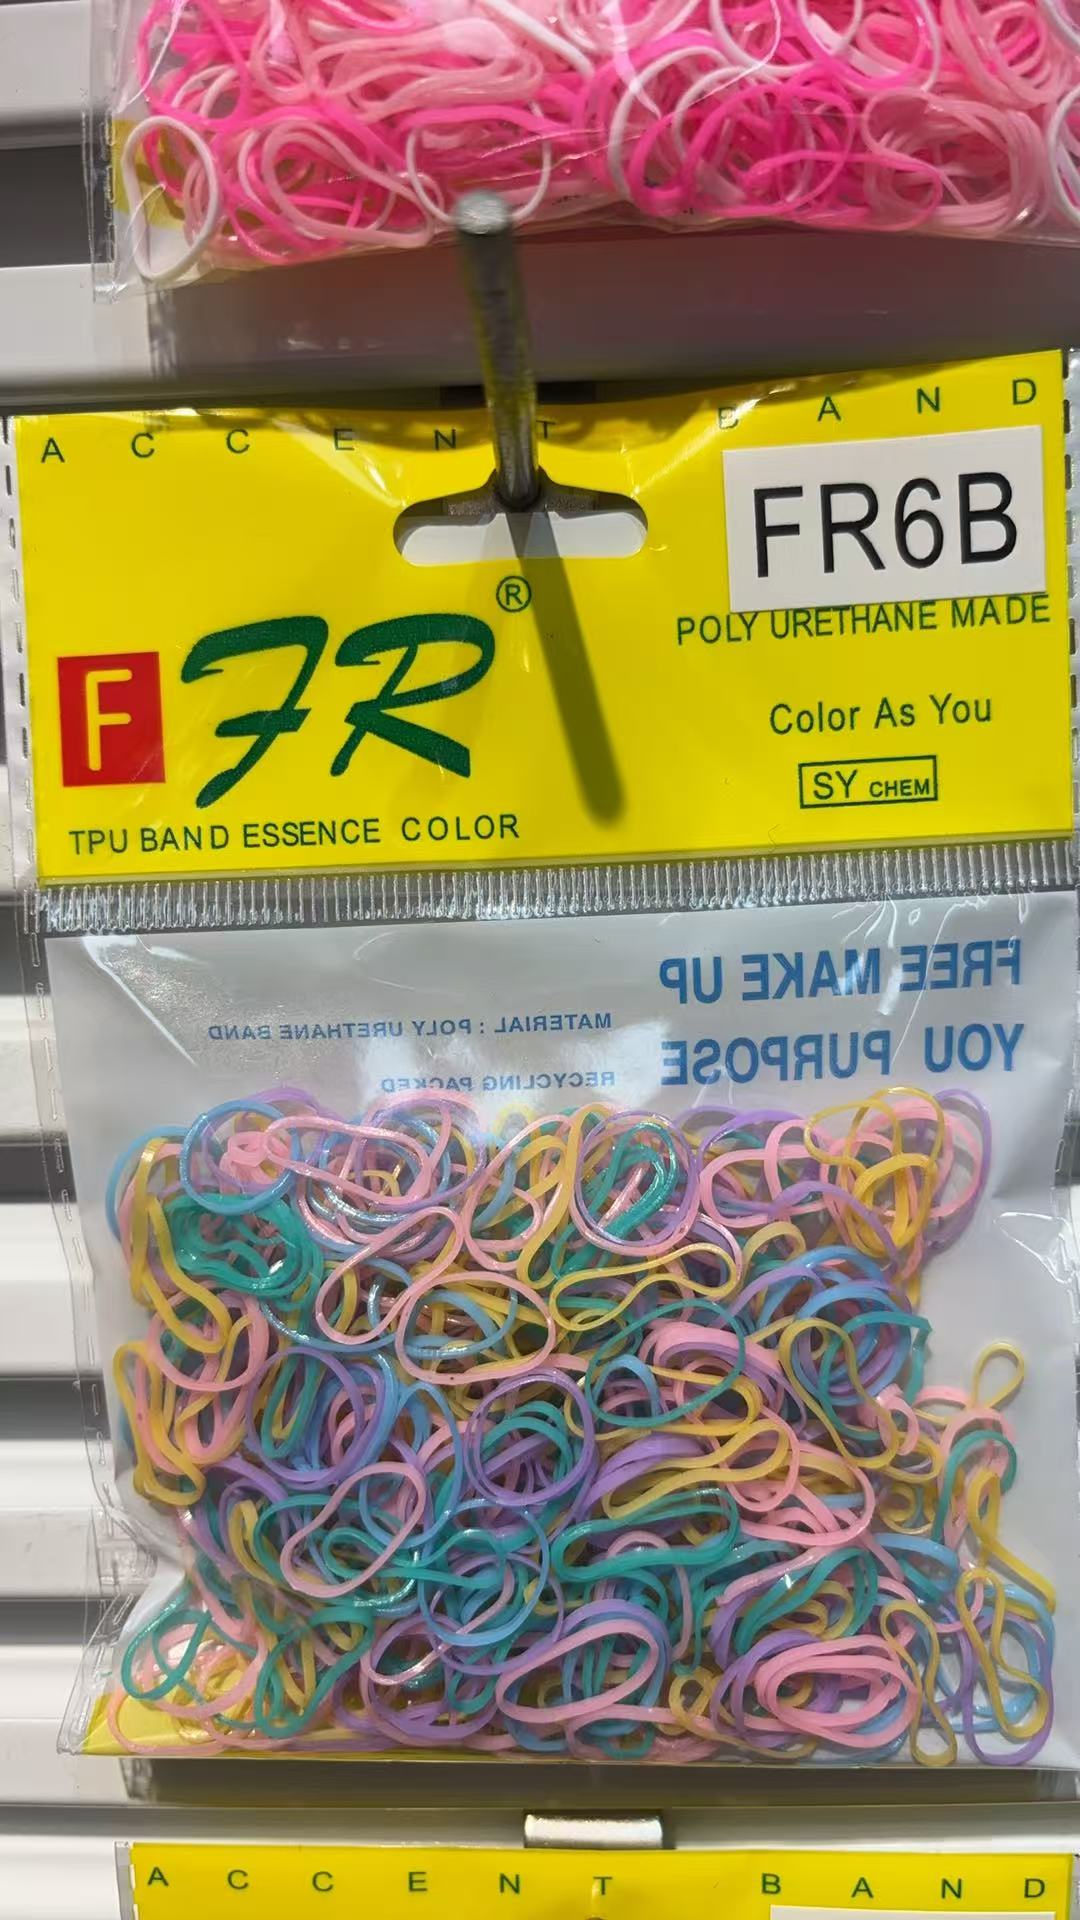 ACCENT BAND
FR6B
®
F FR
POLY URETHANE MADE
Color As You
SY CHEM
TPU BAND ESSENCE COLOR
FREE MAKE UP
YOU PURPOSE
MATERIAL : POLY URETHANE BAND
RECYCLING PACKED
ACCENT BAND